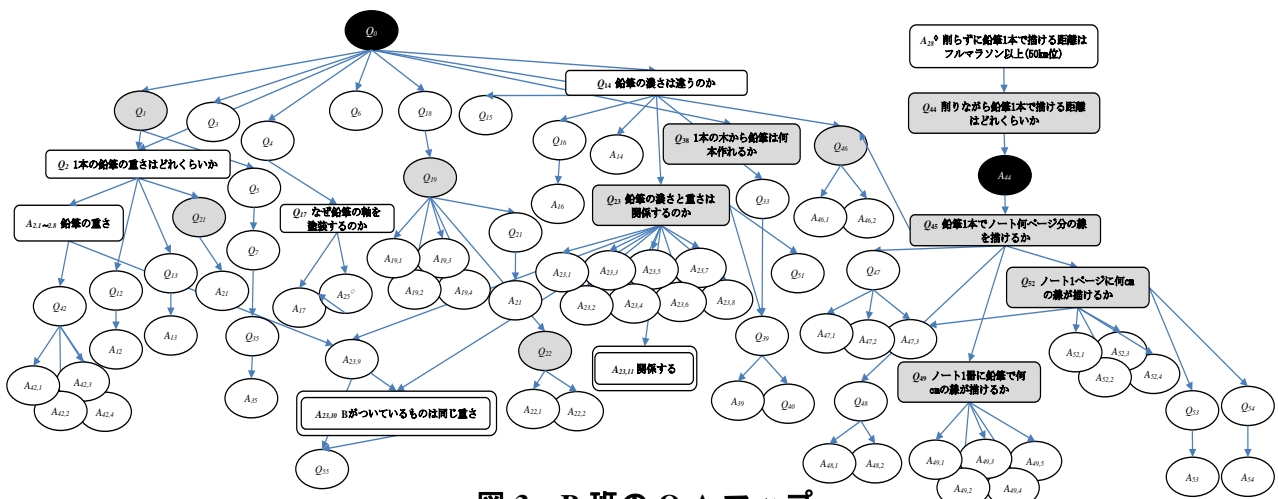 Q0
A28◊ 削らずに鉛筆1本で描ける距離は
フルマラソン以上(50km位)
Q14 鉛筆の濃さは違うのか
Q1
Q3
Q6
Q18
Q15
Q44 削りながら鉛筆1本で描ける距離
はどれくらいか
Q4
Q16
A14
Q38 1本の木から鉛筆は何
本作れるか
Q46
Q2 1本の鉛筆の重さはどれくらいか
Q5
Q19
A16
Q23 鉛筆の濃さと重さは
関係するのか
Q33
A44
A2.1~2.8 鉛筆の重さ
Q21
Q17 なぜ鉛筆の軸を
塗装するのか
Q21
A46,1
A46,2
Q45 鉛筆1本でノート何ページ分の線
を描けるか
Q7
Q13
A21
A19,1
A19,3
A19,2
A19,4
A23,1
A23,3
A23,5
A23,7
Q51
Q47
Q52 ノート1ページに何cm
の線が描けるか
Q42
Q12
A17
A25○
A21
A23,2
A23,4
A23,6
A23,8
A12
A13
Q35
A23,9
Q22
Q39
A47,1
A47,2
A47,3
A52,1
A52,3
A52,2
A52,4
A42,1
A42,3
A42,2
A42,4
A35
A23,11 関係する
Q49 ノート1冊に鉛筆で何
cmの線が描けるか
A23,10 Bがついているものは同じ重さ
A22,1
A22,2
A39
Q40
Q48
Q53
Q54
Q55
A48,1
A48,2
A49,1
A49,3
A49,5
A49,2
A49,4
A53
A54
図 3 B 班 の Q A マ ッ プ